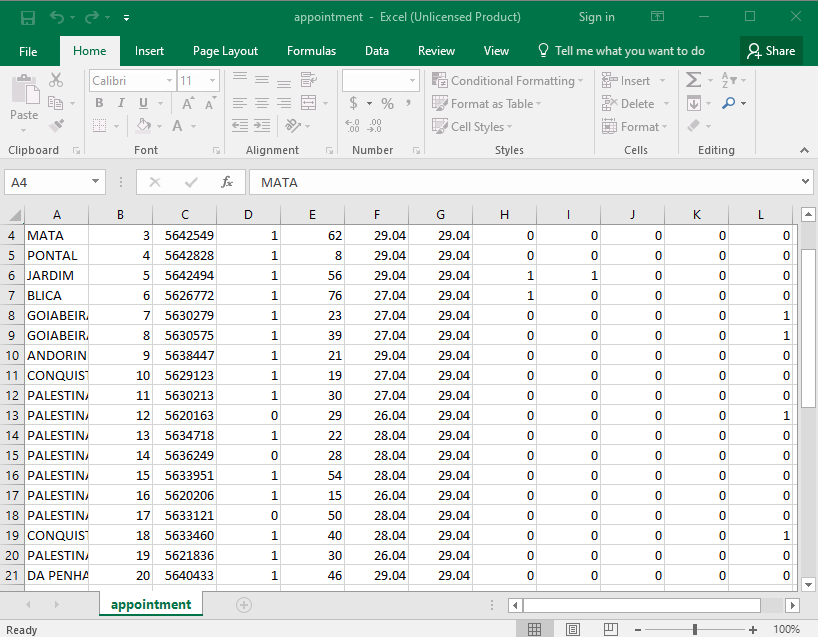 appointment - Excel (Unlicensed Product) Sign in
File Home Insert Page Layout Formulas Data Review View Tell me what you want to do Share
Calibri 11 Conditional Formatting Insert
B I U A A $ % , Format as Table Delete
Paste A .00 .00 Cell Styles Format
Clipboard Font Alignment Number Styles Cells Editing
A4 fx MATA
A B C D E F G H I J K L
4 MATA 3 5642549 1 62 29.04 29.04 0 0 0 0 0
5 PONTAL 4 5642828 1 8 29.04 29.04 0 0 0 0 0
6 JARDIM 5 5642494 1 56 29.04 29.04 1 1 0 0 0
7 BLICA 6 5626772 1 76 27.04 29.04 1 0 0 0 0
8 GOIABEIRA 7 5630279 1 23 27.04 29.04 0 0 0 0 1
9 GOIABEIRA 8 5630575 1 39 27.04 29.04 0 0 0 0 1
10 ANDORIN 9 5638447 1 21 29.04 29.04 0 0 0 0 0
11 CONQUIST 10 5629123 1 19 27.04 29.04 0 0 0 0 0
12 PALESTINA 11 5630213 1 30 27.04 29.04 0 0 0 0 0
13 PALESTINA 12 5620163 0 29 26.04 29.04 0 0 0 0 1
14 PALESTINA 13 5634718 1 22 28.04 29.04 0 0 0 0 0
15 PALESTINA 14 5636249 0 28 28.04 29.04 0 0 0 0 0
16 PALESTINA 15 5633951 1 54 28.04 29.04 0 0 0 0 0
17 PALESTINA 16 5620206 1 15 26.04 29.04 0 0 0 0 0
18 PALESTINA 17 5633121 0 50 28.04 29.04 0 0 0 0 0
19 CONQUIST 18 5633460 1 40 28.04 29.04 0 0 0 0 1
20 PALESTINA 19 5621836 1 30 26.04 29.04 0 0 0 0 0
21 DA PENHA 20 5640433 1 46 29.04 29.04 0 0 0 0 0
appointment
Ready 100%